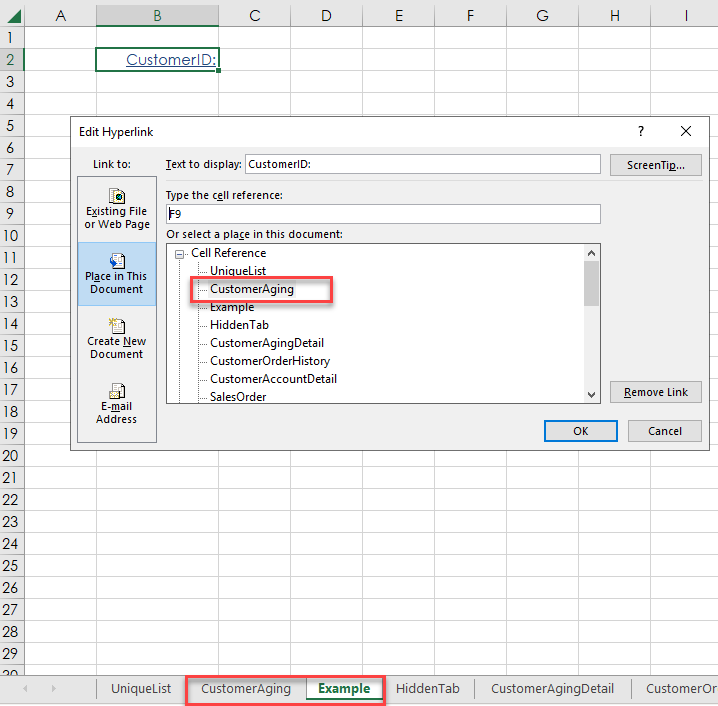 A B C D E F G H I
1
2 CustomerID:
3
4
5
6
7
8
9
10
11
12
13
14
15
16
17
18
19
20
21
22
23
24
25
26
27
28
29
30
Edit Hyperlink ? X
Link to:
Text to display: CustomerID: ScreenTip...
Existing File
or Web Page
Place in This
Document
Create New
Document
E-mail
Address
Type the cell reference:
F9
Or select a place in this document:
Cell Reference
UniqueList
CustomerAging
Example
HiddenTab
CustomerAgingDetail
CustomerOrderHistory
CustomerAccountDetail
SalesOrder
Remove Link
OK Cancel
UniqueList CustomerAging Example HiddenTab CustomerAgingDetail CustomerOr